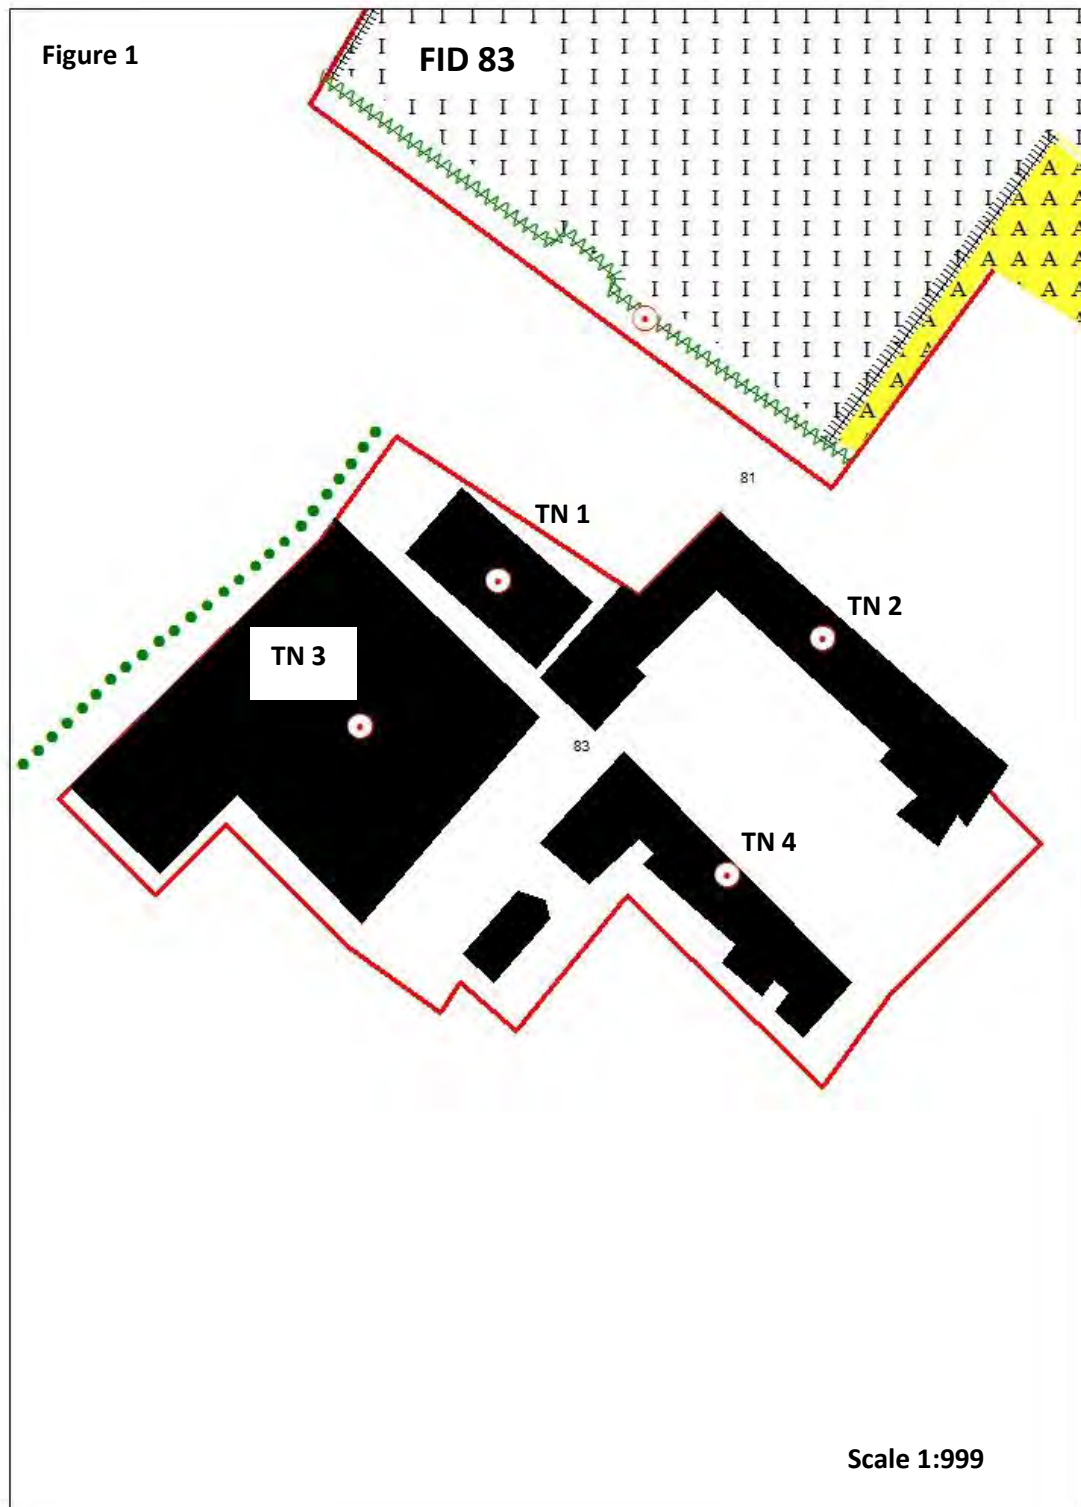 Figure 1
FID 83
I I I I I I I I I I I I I I I I I I I I I I I I
A A A A A A A A
81
TN 1
TN 2
TN 3
83
TN 4
Scale 1:999